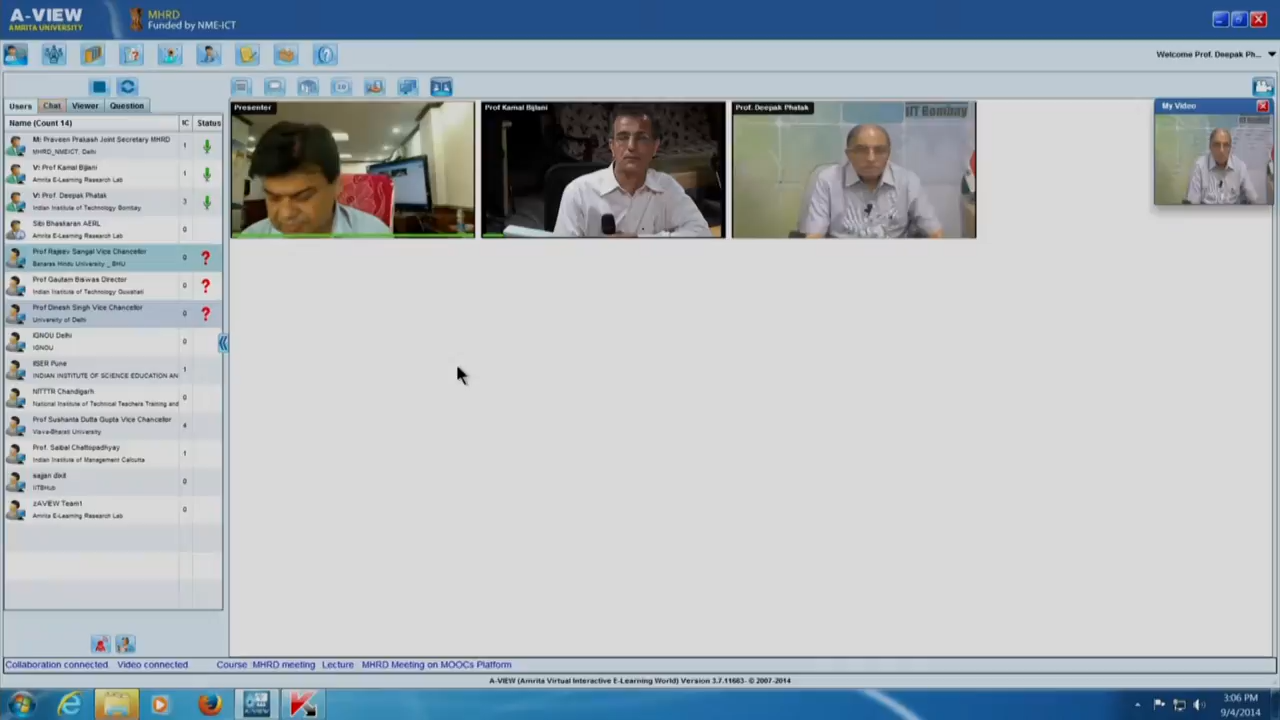 A-VIEW
AMRITA UNIVERSITY
MHRD
Funded by NME-ICT
Welcome Prof. Deepak Ph...
Users
Chat
Viewer
Question
Name (Count 14)
IC
Status
M: Praveen Prakash Joint Secretary MHRD
MHRD_NMEICT, Delhi
1
V: Prof Kamal Bijlani
Amrita E-Learning Research Lab
1
V: Prof. Deepak Phatak
Indian Institute of Technology Bombay,
3
Sibi Bhaskaran AERL
Amrita E-Learning Research Lab
0
Prof Rajeev Sangal Vice Chancellor
Banaras Hindu University _ BHU
0
?
Prof Gautam Biswas Director
Indian Institute of Technology Guwahati
0
?
Prof Dinesh Singh Vice Chancellor
University of Delhi
0
?
IGNOU Delhi
IGNOU
0
IISER Pune
INDIAN INSTITUTE OF SCIENCE EDUCATION AN
1
NITTTR Chandigarh
National Institute of Technical Teachers Training and
0
Prof Sushanta Dutta Gupta Vice Chancellor
Visva-Bharati University
4
Prof. Saibal Chattopadhyay
Indian Institute of Management Calcutta
1
sajjan dixit
IITBHub
0
zAVIEW Team1
Amrita E-Learning Research Lab
0
Presenter
Prof Kamal Bijlani
Prof. Deepak Phatak
IIT Bombay
My Video
Collaboration connected
Video connected
Course
MHRD meeting
Lecture
MHRD Meeting on MOOCs Platform
A-VIEW (Amrita Virtual Interactive E-Learning World) Version 3.7.11683- © 2007-2014
3:06 PM
9/4/2014